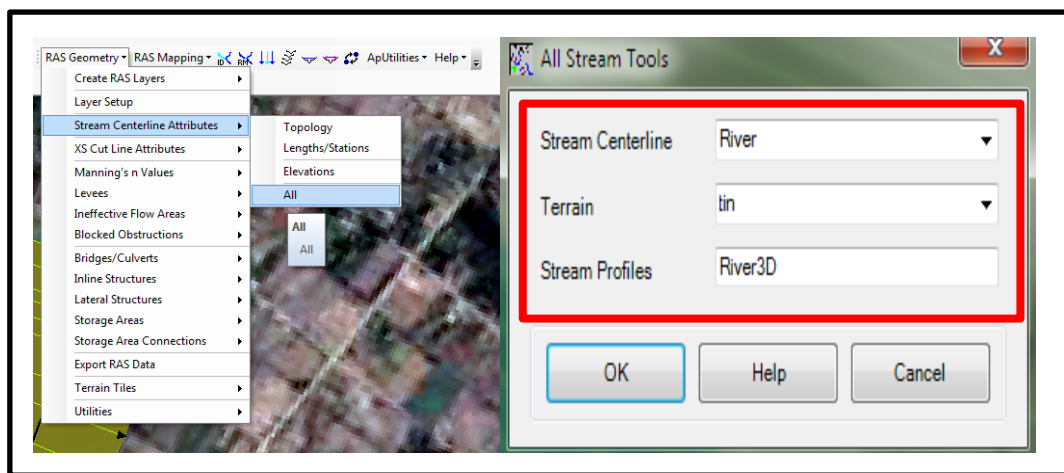 RAS Geometry RAS Mapping ID RIV ApUtilities Help
Create RAS Layers
Layer Setup
Stream Centerline Attributes
XS Cut Line Attributes
Manning's n Values
Levees
Ineffective Flow Areas
Blocked Obstructions
Bridges/Culverts
Inline Structures
Lateral Structures
Storage Areas
Storage Area Connections
Export RAS Data
Terrain Tiles
Utilities
Topology
Lengths/Stations
Elevations
All
All
All
All Stream Tools
X
Stream Centerline River
Terrain tin
Stream Profiles River3D
OK Help Cancel